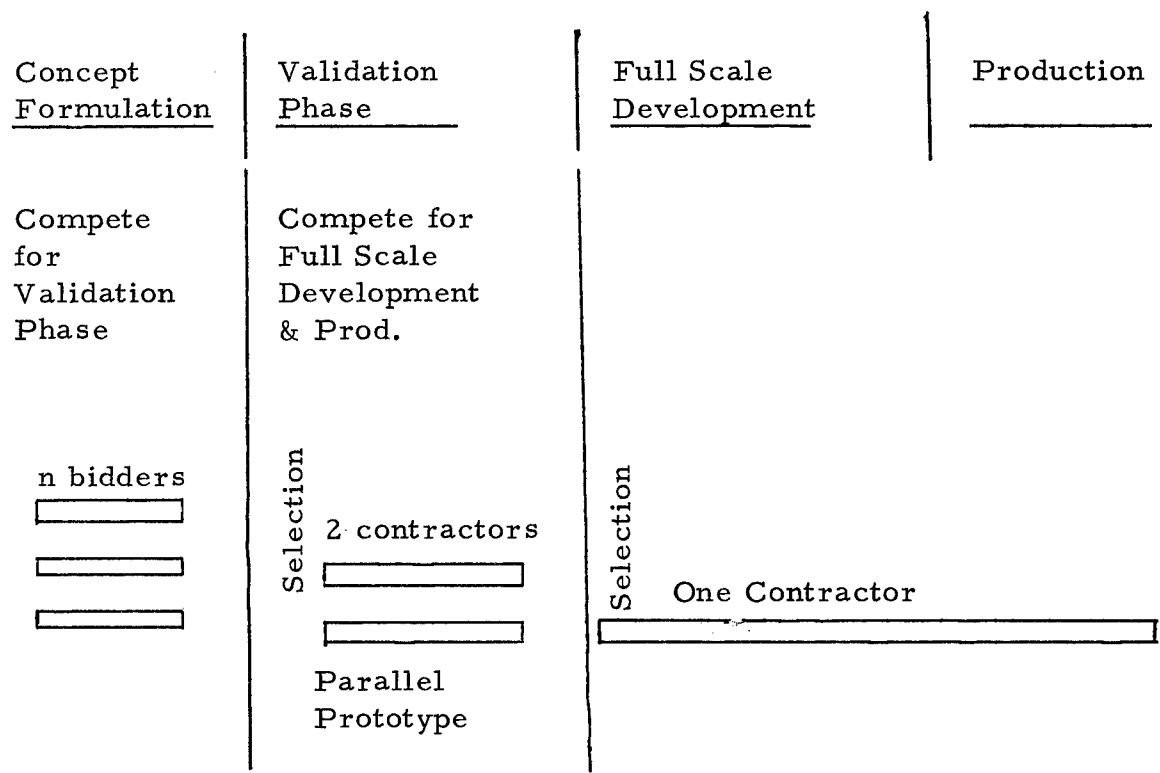 Concept
Formulation
Validation
Phase
Full Scale
Development
Production
Compete
for
Validation
Phase
Compete for
Full Scale
Development
& Prod.
n bidders
Selection
2 contractors
Parallel
Prototype
Selection
One Contractor